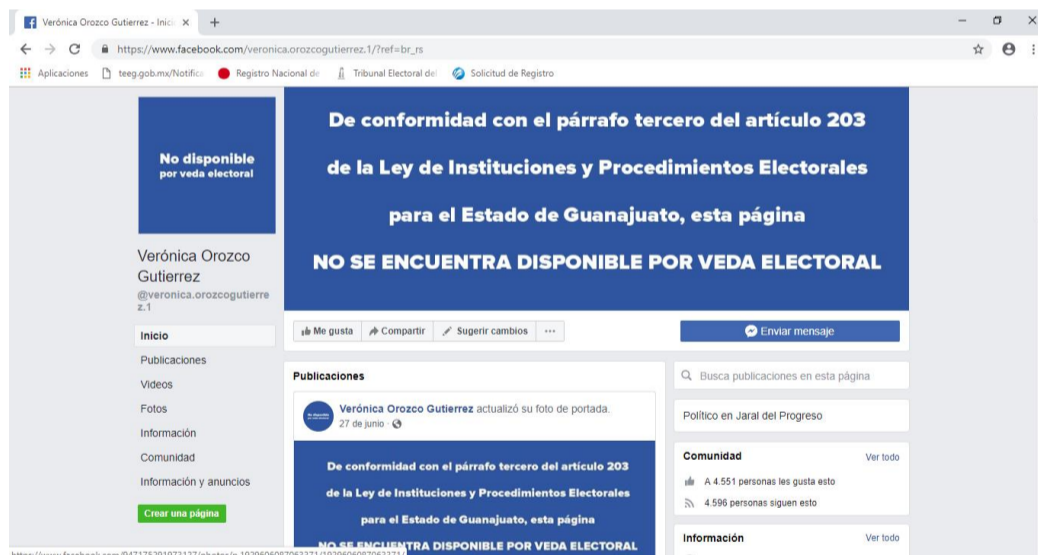 Verónica Orozco Gutierrez - Inic
https://www.facebook.com/veronica.orozcogutierrez.1/?ref=br_rs
Aplicaciones teeg.gob.mx/Notific Registro Nacional de Tribunal Electoral del Solicitud de Registro
No disponible
por veda electoral
De conformidad con el párrafo tercero del artículo 203
de la Ley de Instituciones y Procedimientos Electorales
para el Estado de Guanajuato, esta página
NO SE ENCUENTRA DISPONIBLE POR VEDA ELECTORAL
Verónica Orozco
Gutierrez
@veronica.orozcogutierre
z.1
Inicio
Publicaciones
Videos
Fotos
Información
Comunidad
Información y anuncios
Crear una página
Me gusta Compartir Sugerir cambios ...
Enviar mensaje
Publicaciones
Verónica Orozco Gutierrez actualizó su foto de portada.
27 de junio
De conformidad con el párrafo tercero del artículo 203
de la Ley de Instituciones y Procedimientos Electorales
para el Estado de Guanajuato, esta página
NO SE ENCUENTRA DISPONIBLE POR VEDA ELECTORAL
Busca publicaciones en esta página
Político en Jaral del Progreso
Comunidad Ver todo
A 4.551 personas les gusta esto
4.596 personas siguen esto
Información Ver todo